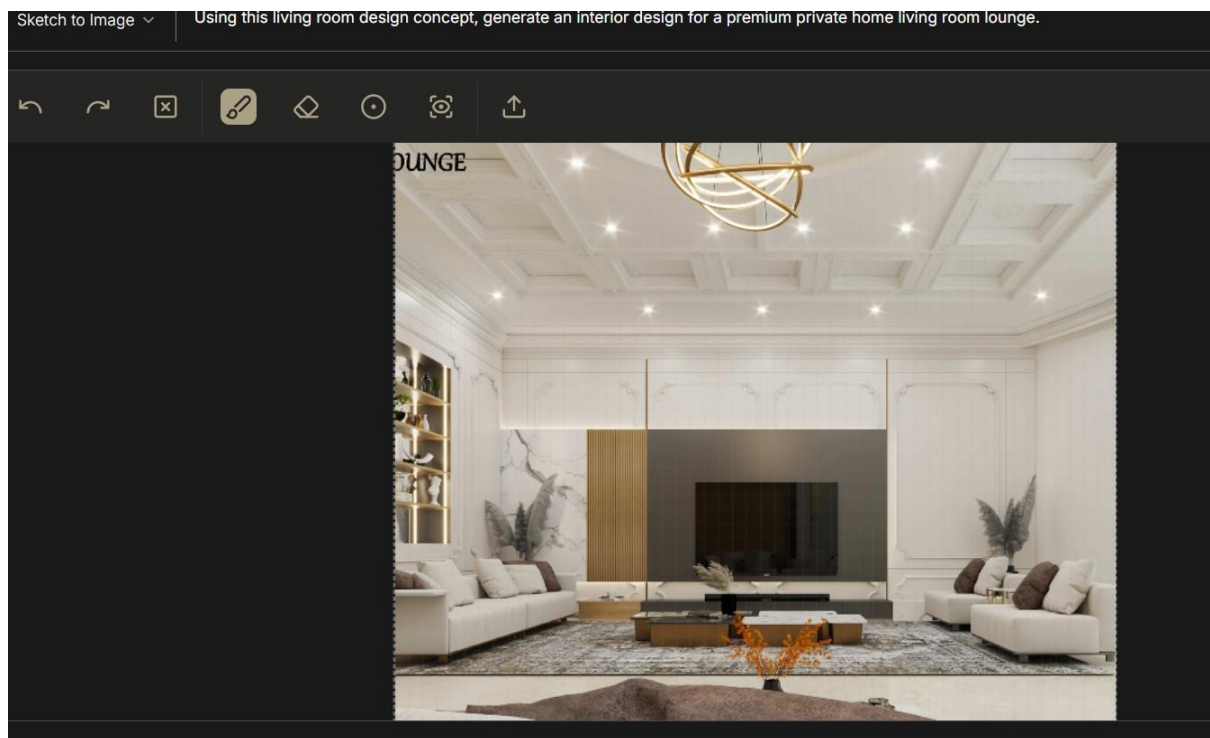 Sketch to Image
Using this living room design concept, generate an interior design for a premium private home living room lounge.
OUNGE